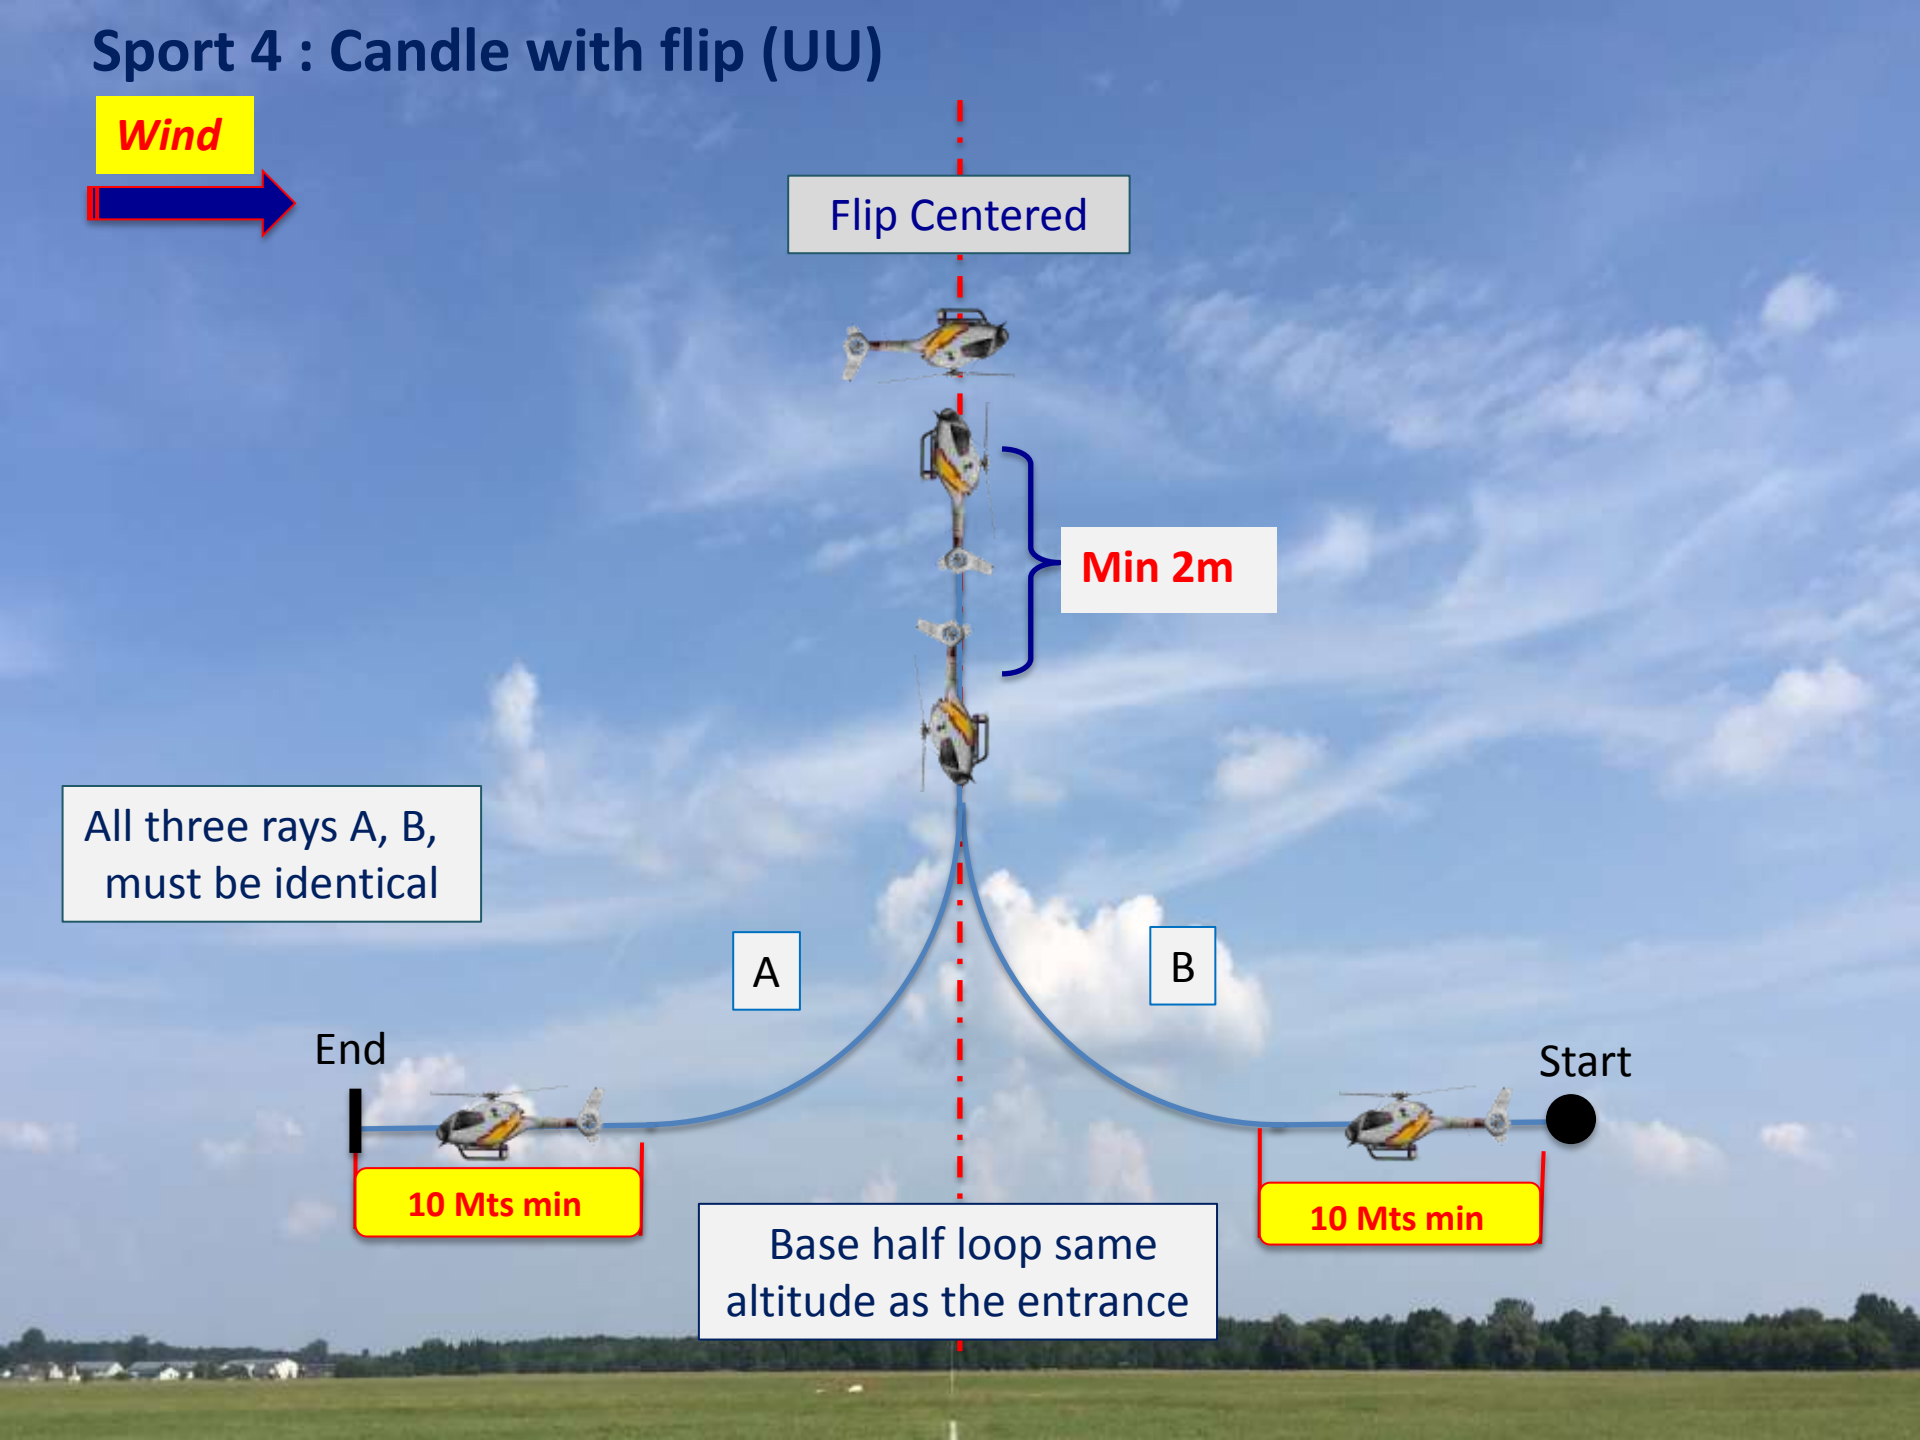 Sport 4 : Candle with flip (UU)
Wind
Flip Centered
Min 2m
All three rays A, B,
must be identical
A
B
End
Start
10 Mts min
10 Mts min
Base half loop same
altitude as the entrance